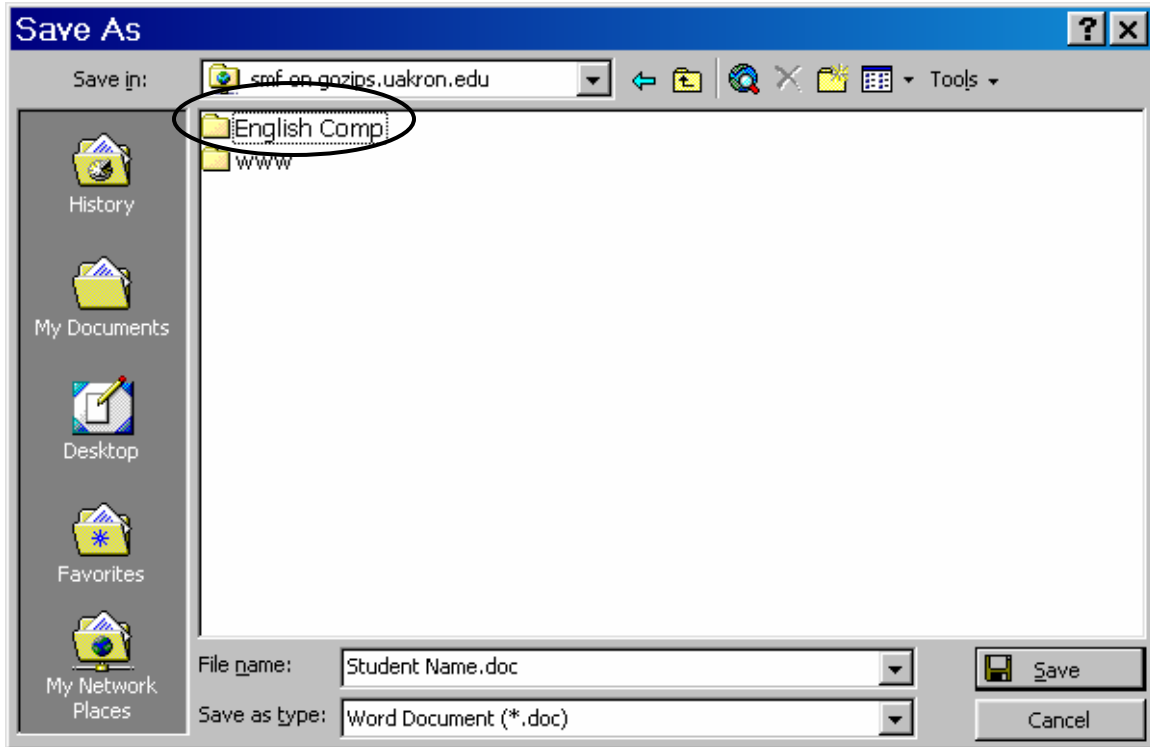 Save As
Save in:
smf on gozips.uakron.edu
Tools
English Comp
www
History
My Documents
Desktop
Favorites
My Network
Places
File name:
Student Name.doc
Save
Save as type:
Word Document (*.doc)
Cancel